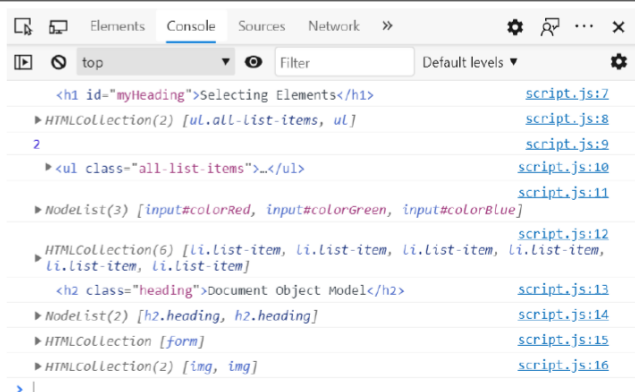 Elements Console Sources Network »
top Filter Default levels ▼
<h1 id="myHeading">Selecting Elements</h1> script.js:7
▶ HTMLCollection(2) [ul.all-list-items, ul] script.js:8
2 script.js:9
▶ <ul class="all-list-items">…</ul> script.js:10
script.js:11
▶ NodeList(3) [input#colorRed, input#colorGreen, input#colorBlue]
script.js:12
▶ HTMLCollection(6) [li.list-item, li.list-item, li.list-item, li.list-item,
li.list-item, li.list-item]
<h2 class="heading">Document Object Model</h2> script.js:13
▶ NodeList(2) [h2.heading, h2.heading] script.js:14
▶ HTMLCollection [form] script.js:15
▶ HTMLCollection(2) [img, img] script.js:16
>